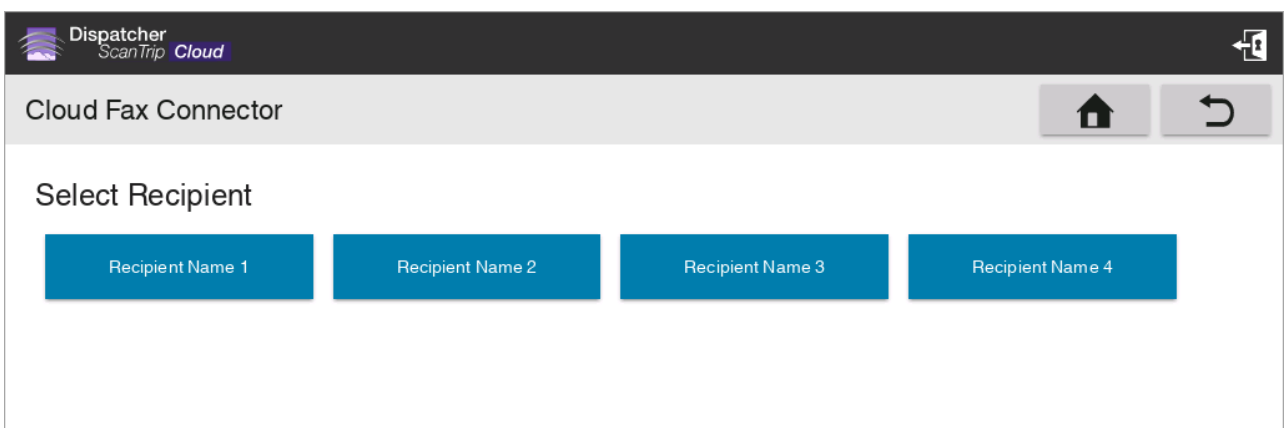 Dispatcher
ScanTrip Cloud
Cloud Fax Connector
Select Recipient
Recipient Name 1 Recipient Name 2 Recipient Name 3 Recipient Name 4